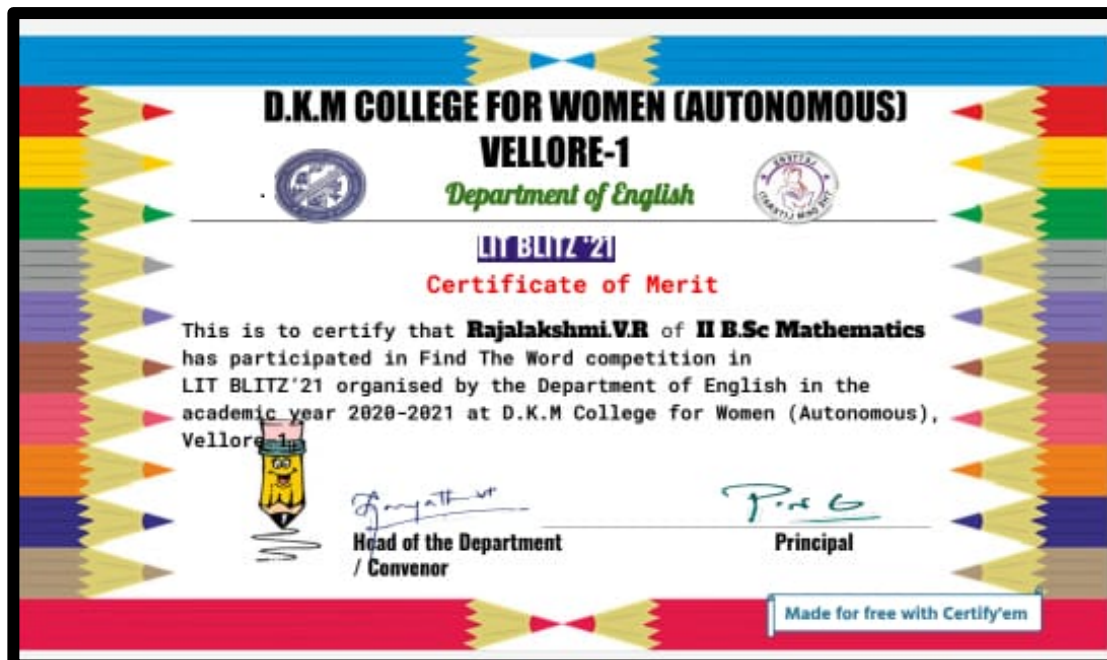 D.K.M COLLEGE FOR WOMEN (AUTONOMOUS)
VELLORE-1
Department of English
LIT BLITZ '21
Certificate of Merit
This is to certify that Rajalakshmi.V.R of II B.Sc Mathematics
has participated in Find The Word competition in
LIT BLITZ'21 organised by the Department of English in the
academic year 2020-2021 at D.K.M College for Women (Autonomous),
Vellore 1.
Head of the Department
/ Convenor
Principal
Made for free with Certify'em